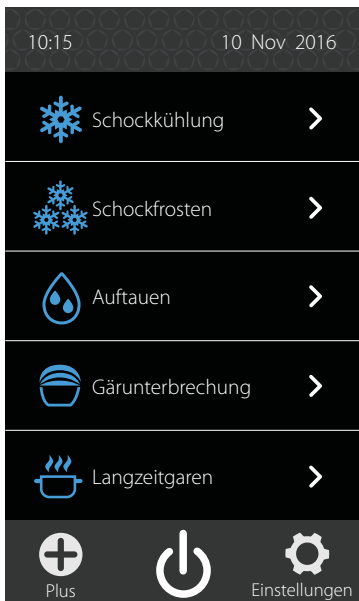 10:15 10 Nov 2016
Schockkühlung
Schockfrosten
Auftauen
Gärunterbrechung
Langzeitgaren
Plus Einstellungen